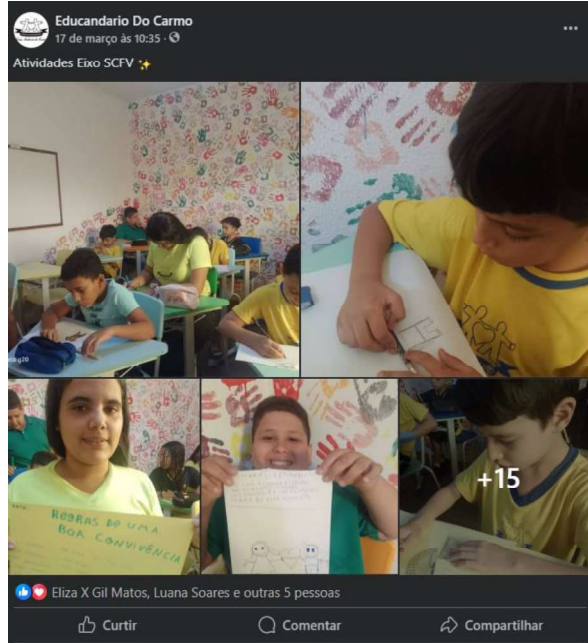 Educandario Do Carmo
17 de março às 10:35 ·
Atividades Eixo SCFV ✨
REGRAS DE UMA
BOA CONVIVÊNCIA
+15
Eliza X Gil Matos, Luana Soares e outras 5 pessoas
Curtir
Comentar
Compartilhar